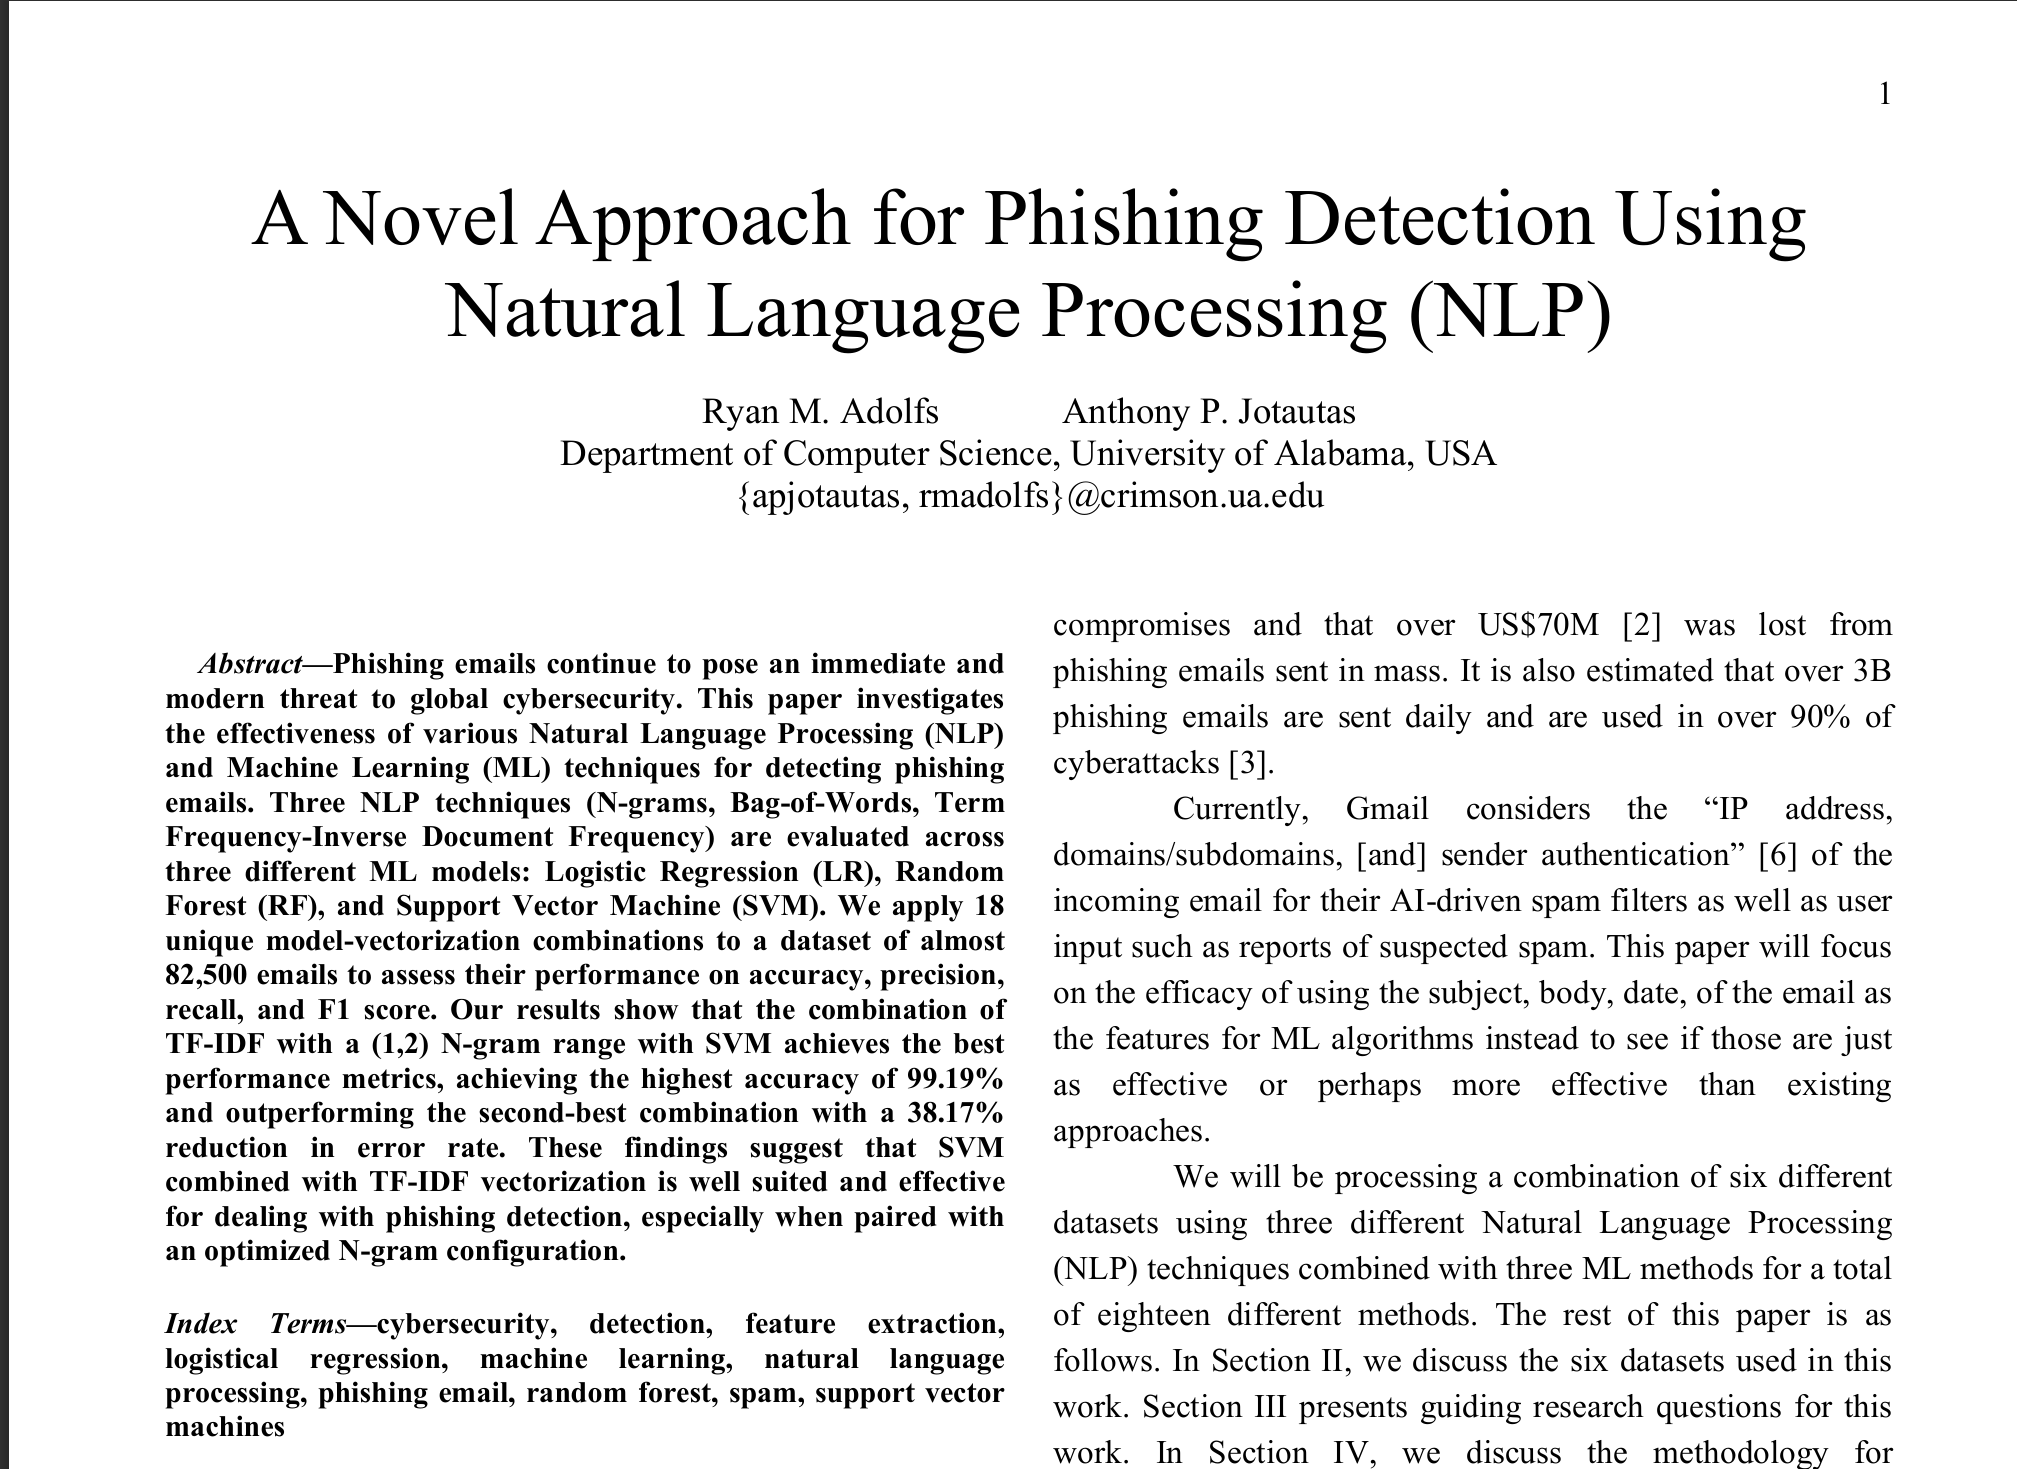 1
A Novel Approach for Phishing Detection Using
Natural Language Processing (NLP)
Ryan M. Adolfs Anthony P. Jotautas
Department of Computer Science, University of Alabama, USA
{apjotautas, rmadolfs}@crimson.ua.edu
Abstract—Phishing emails continue to pose an immediate and
modern threat to global cybersecurity. This paper investigates
the effectiveness of various Natural Language Processing (NLP)
and Machine Learning (ML) techniques for detecting phishing
emails. Three NLP techniques (N-grams, Bag-of-Words, Term
Frequency-Inverse Document Frequency) are evaluated across
three different ML models: Logistic Regression (LR), Random
Forest (RF), and Support Vector Machine (SVM). We apply 18
unique model-vectorization combinations to a dataset of almost
82,500 emails to assess their performance on accuracy, precision,
recall, and F1 score. Our results show that the combination of
TF-IDF with a (1,2) N-gram range with SVM achieves the best
performance metrics, achieving the highest accuracy of 99.19%
and outperforming the second-best combination with a 38.17%
reduction in error rate. These findings suggest that SVM
combined with TF-IDF vectorization is well suited and effective
for dealing with phishing detection, especially when paired with
an optimized N-gram configuration.
Index Terms—cybersecurity, detection, feature extraction,
logistical regression, machine learning, natural language
processing, phishing email, random forest, spam, support vector
machines
compromises and that over US$70M [2] was lost from
phishing emails sent in mass. It is also estimated that over 3B
phishing emails are sent daily and are used in over 90% of
cyberattacks [3].
Currently, Gmail considers the “IP address,
domains/subdomains, [and] sender authentication” [6] of the
incoming email for their AI-driven spam filters as well as user
input such as reports of suspected spam. This paper will focus
on the efficacy of using the subject, body, date, of the email as
the features for ML algorithms instead to see if those are just
as effective or perhaps more effective than existing
approaches.
We will be processing a combination of six different
datasets using three different Natural Language Processing
(NLP) techniques combined with three ML methods for a total
of eighteen different methods. The rest of this paper is as
follows. In Section II, we discuss the six datasets used in this
work. Section III presents guiding research questions for this
work. In Section IV, we discuss the methodology for